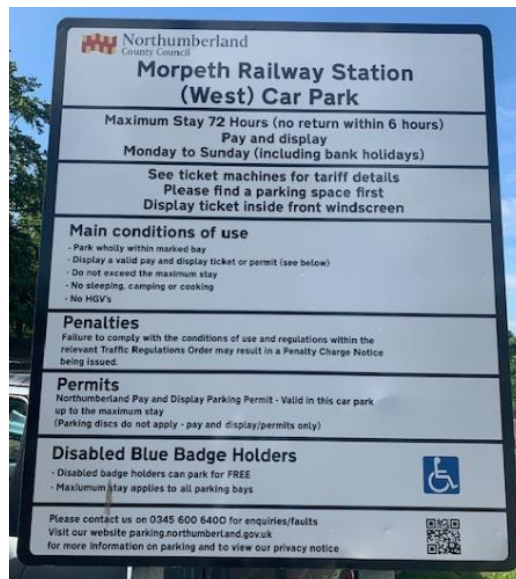 Northumberland
County Council
Morpeth Railway Station
(West) Car Park
Maximum Stay 72 Hours (no return within 6 hours)
Pay and display
Monday to Sunday (including bank holidays)
See ticket machines for tariff details
Please find a parking space first
Display ticket inside front windscreen
Main conditions of use
· Park wholly within marked bay
· Display a valid pay and display ticket or permit (see below)
· Do not exceed the maximum stay
· No sleeping, camping or cooking
· No HGV's
Penalties
Failure to comply with the conditions of use and regulations within the
relevant Traffic Regulations Order may result in a Penalty Charge Notice
being issued.
Permits
Northumberland Pay and Display Parking Permit - Valid in this car park
up to the maximum stay
(Parking discs do not apply - pay and display/permits only)
Disabled Blue Badge Holders
· Disabled badge holders can park for FREE
· Maxiumum stay applies to all parking bays
Please contact us on 0345 600 6400 for enquiries/faults
Visit our website parking.northumberland.gov.uk
for more information on parking and to view our privacy notice